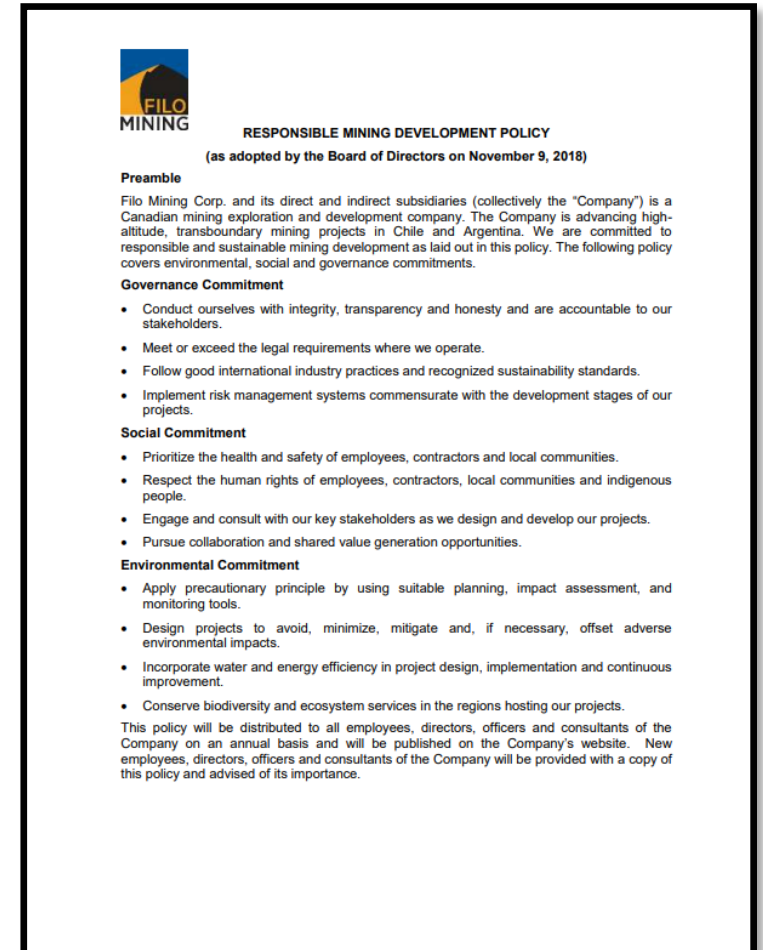 FILO
MINING
RESPONSIBLE MINING DEVELOPMENT POLICY
(as adopted by the Board of Directors on November 9, 2018)
Preamble
Filo Mining Corp. and its direct and indirect subsidiaries (collectively the “Company”) is a
Canadian mining exploration and development company. The Company is advancing high-
altitude, transboundary mining projects in Chile and Argentina. We are committed to
responsible and sustainable mining development as laid out in this policy. The following policy
covers environmental, social and governance commitments.
Governance Commitment
• Conduct ourselves with integrity, transparency and honesty and are accountable to our
stakeholders.
• Meet or exceed the legal requirements where we operate.
• Follow good international industry practices and recognized sustainability standards.
• Implement risk management systems commensurate with the development stages of our
projects.
Social Commitment
• Prioritize the health and safety of employees, contractors and local communities.
• Respect the human rights of employees, contractors, local communities and indigenous
people.
• Engage and consult with our key stakeholders as we design and develop our projects.
• Pursue collaboration and shared value generation opportunities.
Environmental Commitment
• Apply precautionary principle by using suitable planning, impact assessment, and
monitoring tools.
• Design projects to avoid, minimize, mitigate and, if necessary, offset adverse
environmental impacts.
• Incorporate water and energy efficiency in project design, implementation and continuous
improvement.
• Conserve biodiversity and ecosystem services in the regions hosting our projects.
This policy will be distributed to all employees, directors, officers and consultants of the
Company on an annual basis and will be published on the Company’s website. New
employees, directors, officers and consultants of the Company will be provided with a copy of
this policy and advised of its importance.